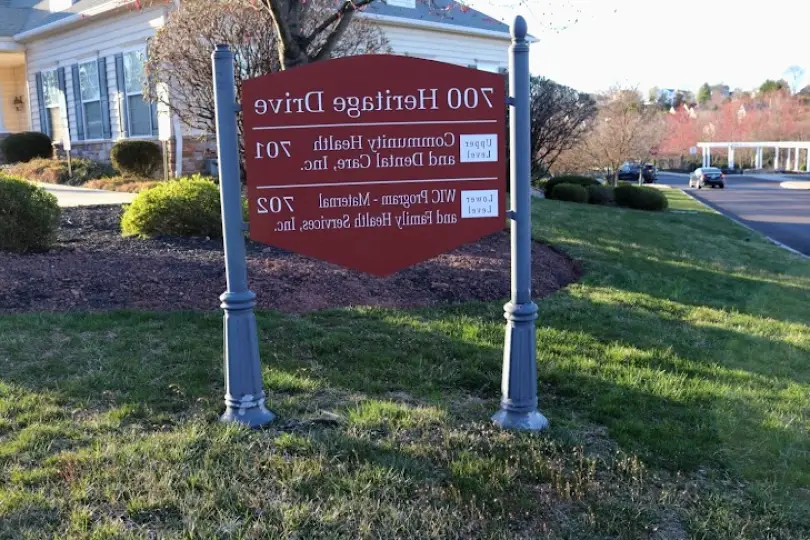 700 Heritage Drive
Upper Level
Community Health and Dental Care, Inc.
701
Lower Level
WIC Program - Maternal and Family Health Services, Inc.
702